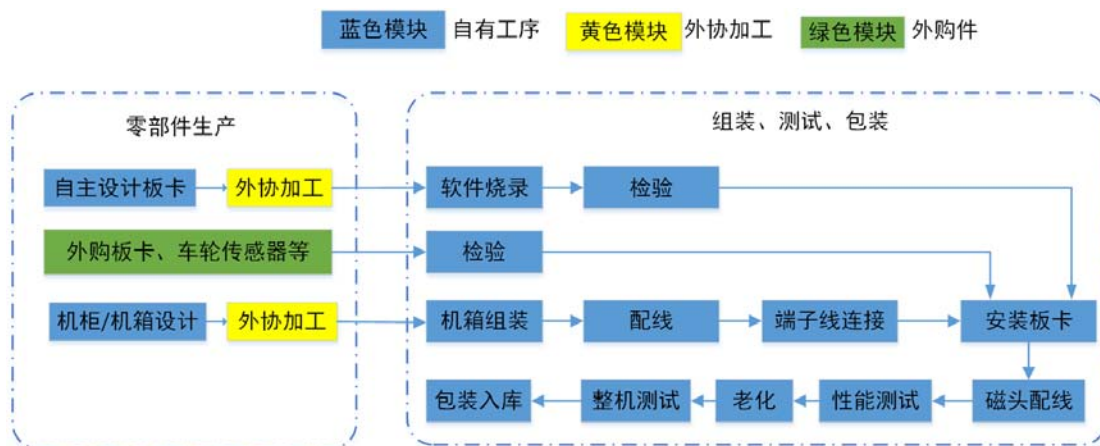 蓝色模块 自有工序 黄色模块 外协加工 绿色模块 外购件
零部件生产
组装、测试、包装
自主设计板卡 外协加工 软件烧录 检验
外购板卡、车轮传感器等 检验
机柜/机箱设计 外协加工 机箱组装 配线 端子线连接 安装板卡
包装入库 整机测试 老化 性能测试 磁头配线